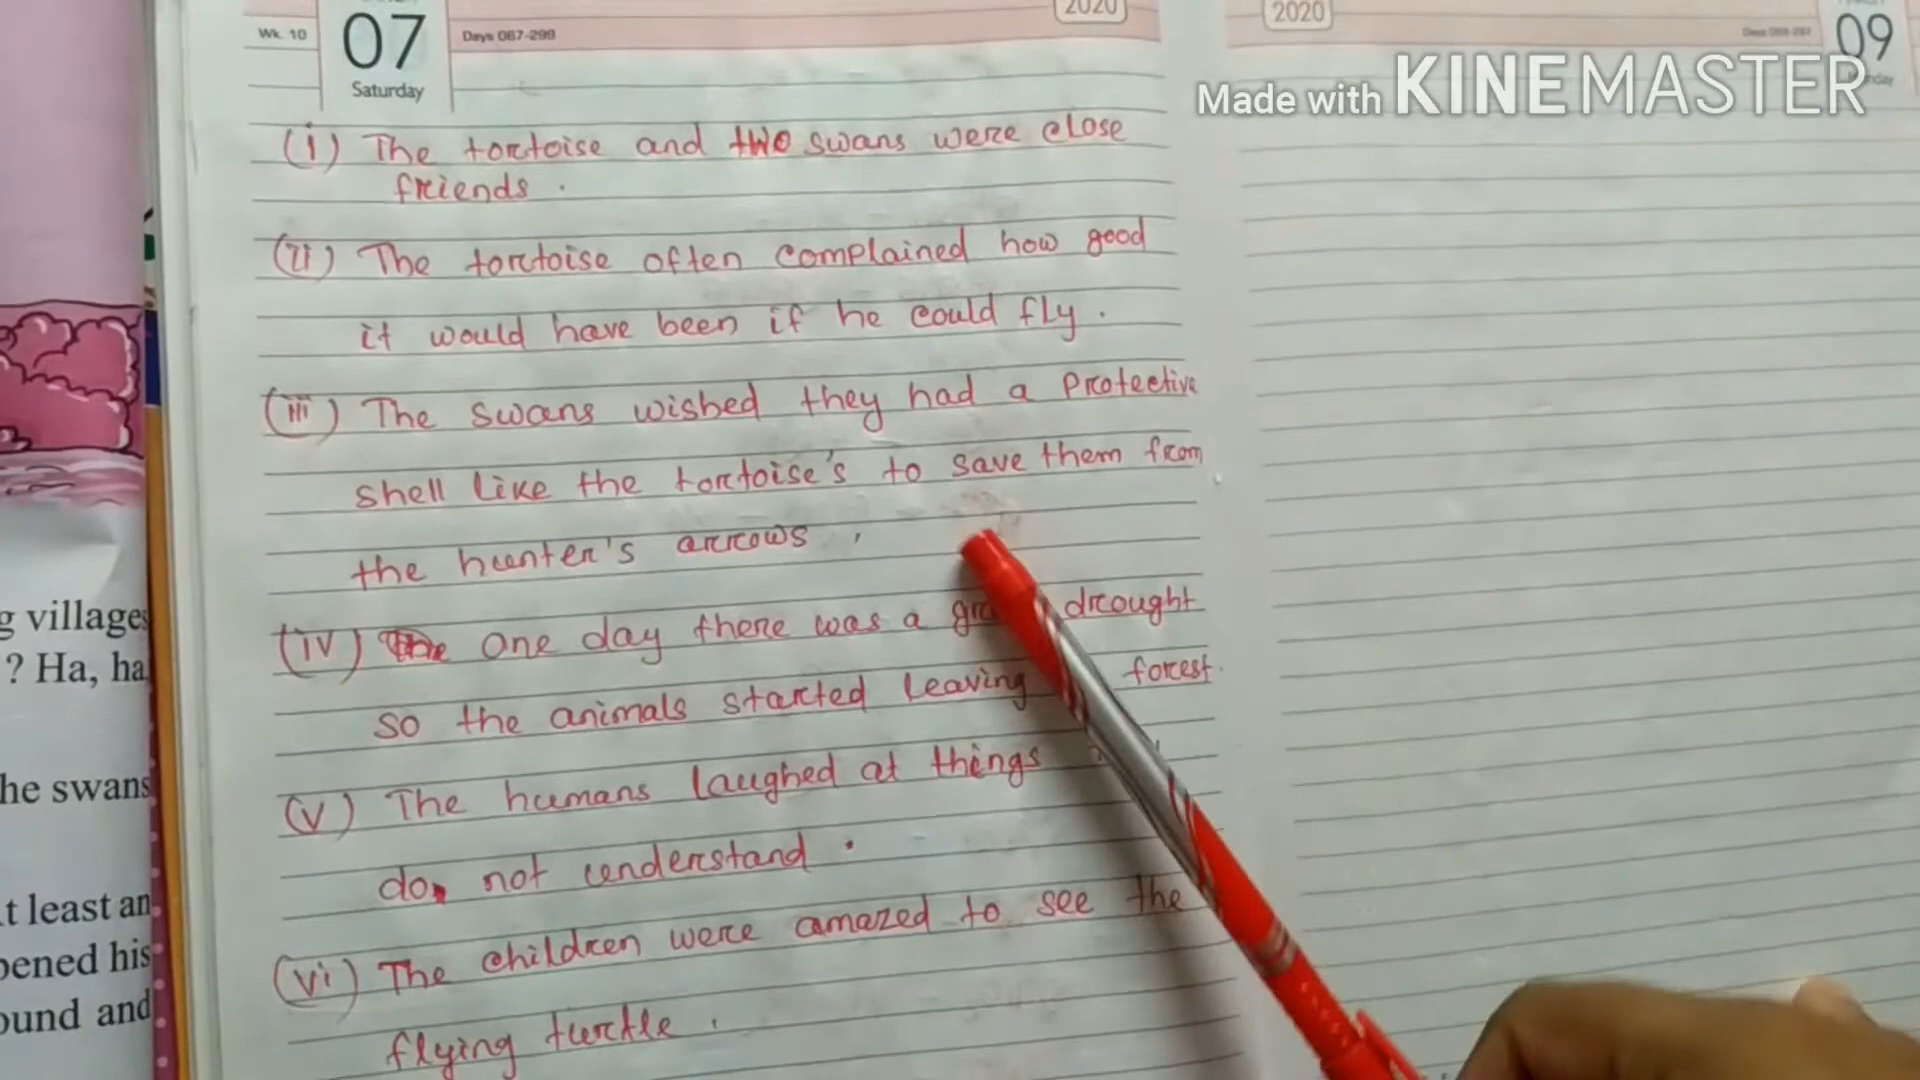 Wk. 10
07
Saturday
Days 067-299
2020
2020
09
Made with KINEMASTER
(i) The tortoise and two swans were close
friends.
(ii) The tortoise often complained how good
it would have been if he could fly.
(iii) The swans wished they had a protective
shell like the tortoise's to save them from
the hunter's arrows.
(iv) one day there was a drought
so the animals started leaving forest.
(v) The humans laughed at things
do not understand.
(vi) The children were amazed to see the
flying turtle.
g villages
? Ha, ha
he swans
t least an
pened his
ound and